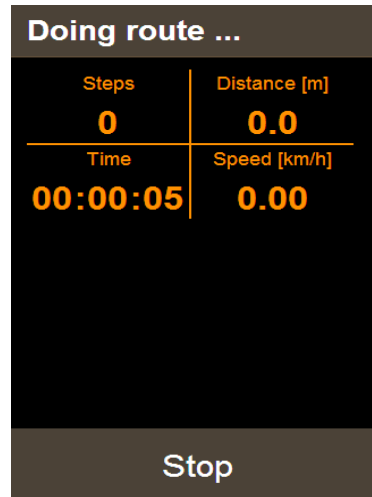 Doing route ...
Steps Distance [m]
0 0.0
Time Speed [km/h]
00:00:05 0.00
Stop